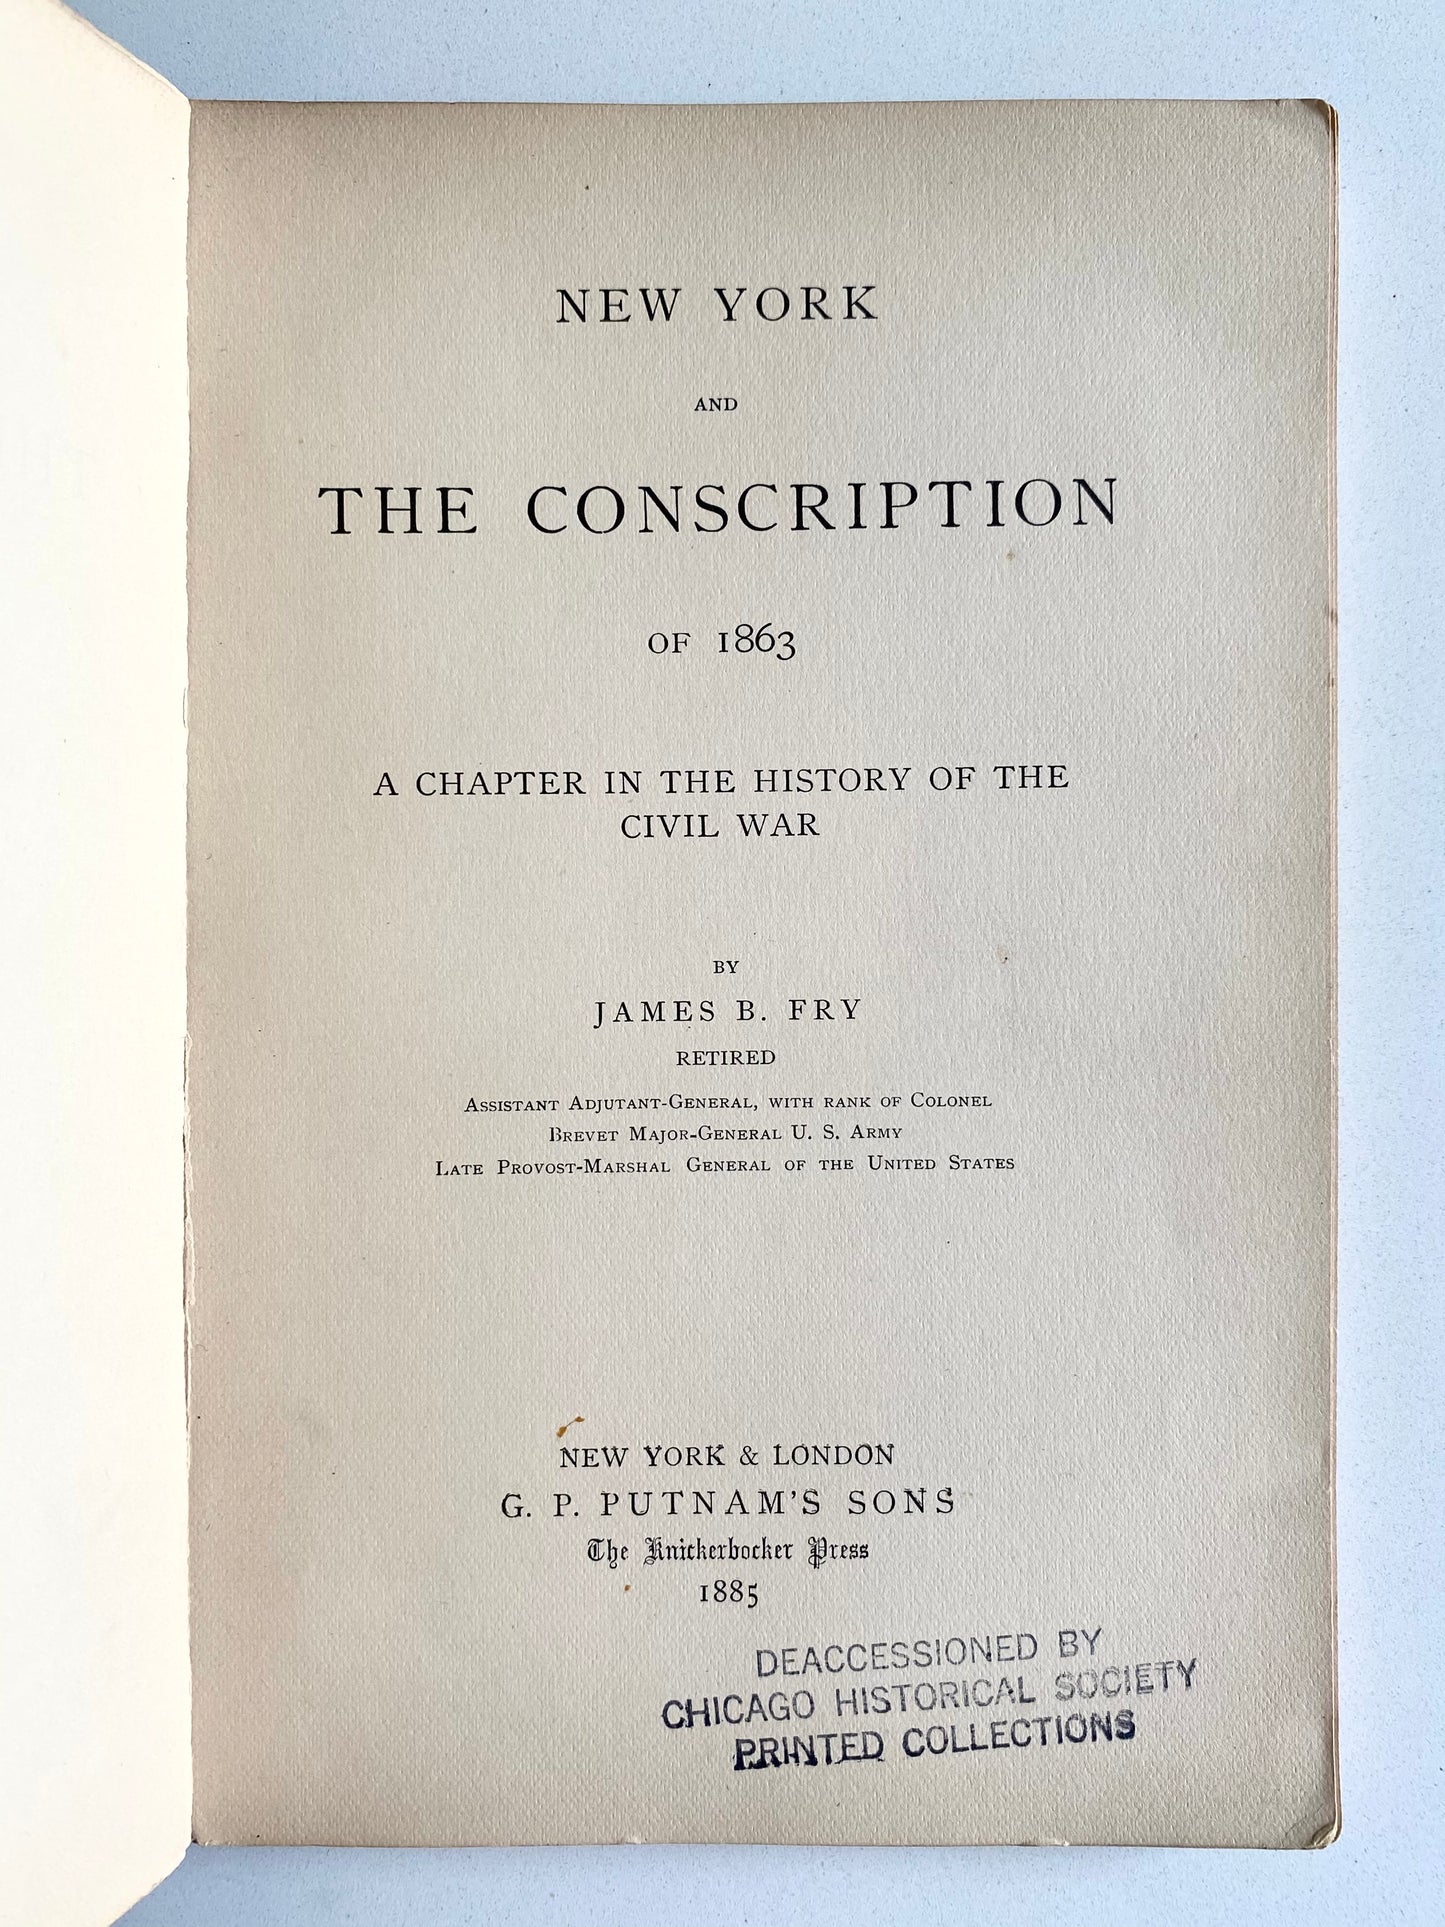 NEW YORK
AND
THE CONSCRIPTION
OF 1863
A CHAPTER IN THE HISTORY OF THE
CIVIL WAR
BY
JAMES B. FRY
RETIRED
ASSISTANT ADJUTANT-GENERAL, WITH RANK OF COLONEL
BREVET MAJOR-GENERAL U. S. ARMY
LATE PROVOST-MARSHAL GENERAL OF THE UNITED STATES
NEW YORK & LONDON
G. P. PUTNAM'S SONS
The Knickerbocker Press
1885
DEACCESSIONED BY
CHICAGO HISTORICAL SOCIETY
PRINTED COLLECTIONS